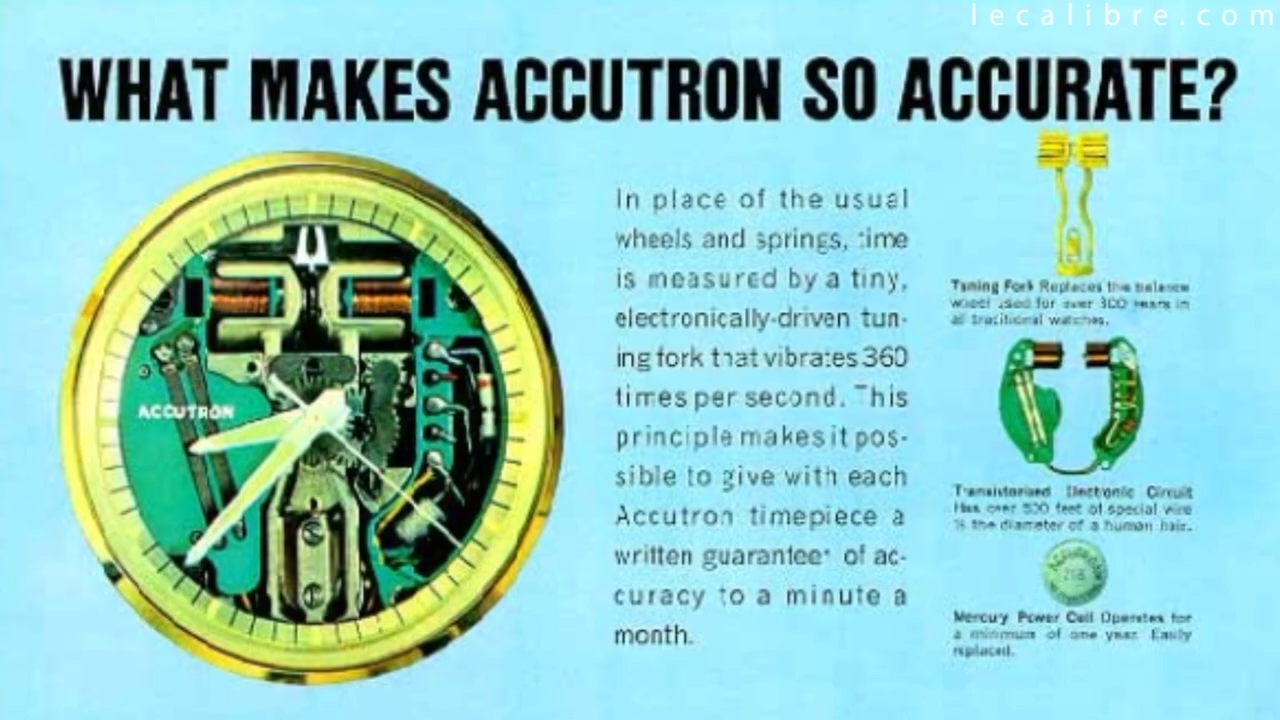 lecalibre.com
WHAT MAKES ACCUTRON SO ACCURATE?
In place of the usual
wheels and springs, time
is measured by a tiny,
electronically-driven tun-
ing fork that vibrates 360
times per second. This
principle makes it pos-
sible to give with each
Accutron timepiece a
written guarantee* of ac-
curacy to a minute a
month.
ACCUTRON
Tuning Fork Replaces the balance
wheel used for over 300 years in
all traditional watches.
Transistorized Electronic Circuit
Has over 500 feet of special wire
the diameter of a human hair.
Mercury Power Cell Operates for
a minimum of one year. Easily
replaced.